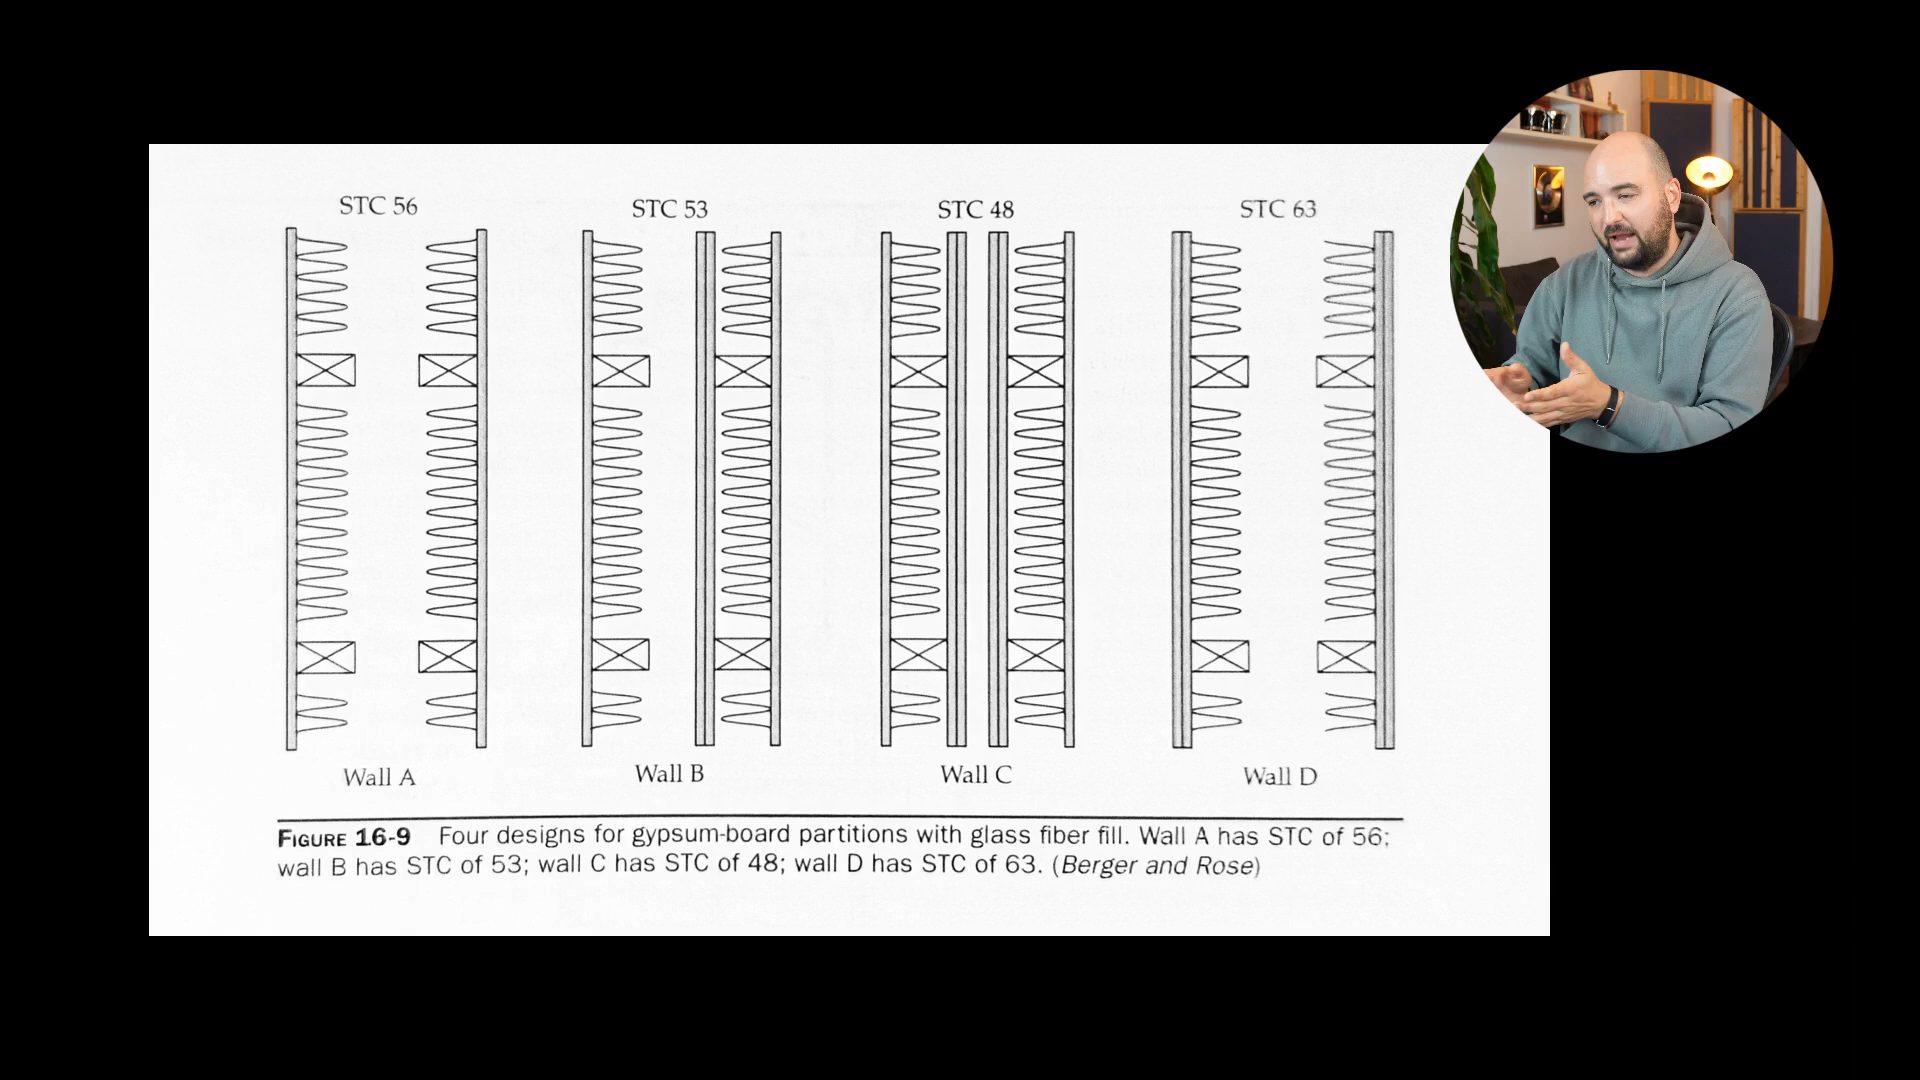 STC 56
STC 53
STC 48
STC 63
Wall A
Wall B
Wall C
Wall D
FIGURE 16-9 Four designs for gypsum-board partitions with glass fiber fill. Wall A has STC of 56;
wall B has STC of 53; wall C has STC of 48; wall D has STC of 63. (Berger and Rose)